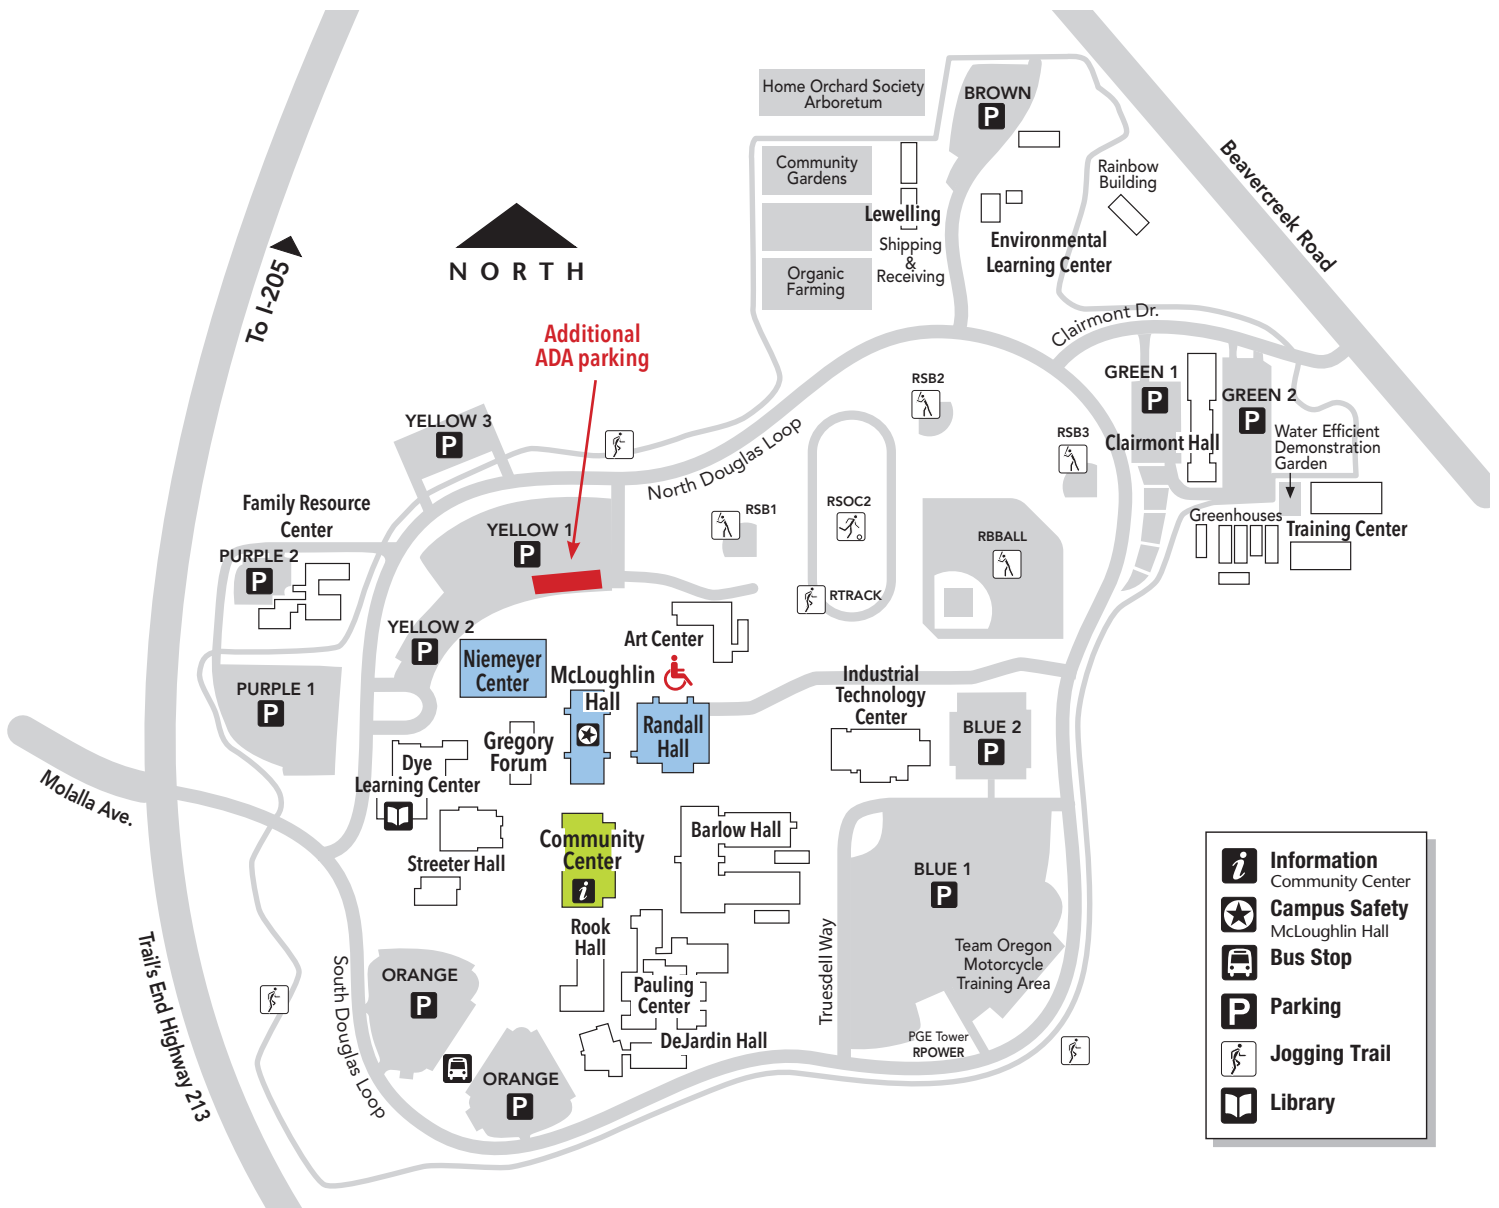 Home Orchard Society
Arboretum
BROWN
P
Community
Gardens
Rainbow
Building
Beavercreek Road
Lewelling
Shipping
&
Receiving
Environmental
Learning Center
Organic
Farming
NORTH
To I-205
Additional
ADA parking
Clairmont Dr.
GREEN 1
P
GREEN 2
P
Clairmont Hall
Water Efficient
Demonstration
Garden
Greenhouses
Training Center
RSB2
RSB3
YELLOW 3
P
North Douglas Loop
RSB1
RSOC2
RBBALL
RTRACK
Family Resource
Center
PURPLE 2
P
YELLOW 1
P
YELLOW 2
P
Art Center
Niemeyer
Center
McLoughlin
Hall
Randall
Hall
Industrial
Technology
Center
BLUE 2
P
PURPLE 1
P
Gregory
Forum
Dye
Learning Center
Molalla Ave.
Streeter Hall
Community
Center
i
Barlow Hall
BLUE 1
P
Rook
Hall
Truesdell Way
Team Oregon
Motorcycle
Training Area
Trail's End Highway 213
South Douglas Loop
ORANGE
P
Pauling
Center
DeJardin Hall
PGE Tower
RPOWER
ORANGE
P
i
Information
Community Center
Campus Safety
McLoughlin Hall
Bus Stop
P
Parking
Jogging Trail
Library